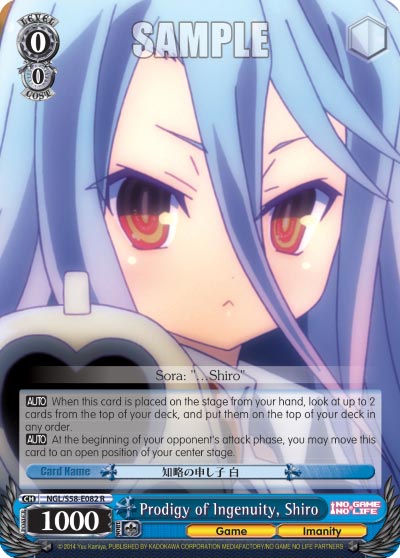 LEVEL
0
SAMPLE
0
COST
Sora: "...Shiro"
AUTO When this card is placed on the stage from your hand, look at up to 2
cards from the top of your deck, and put them on the top of your deck in
any order.
AUTO At the beginning of your opponent's attack phase, you may move this
card to an open position of your center stage.
Card Name 知略の申し子 白
CH NGL/S58-E082 R
POWER 1000
Prodigy of Ingenuity, Shiro
NO GAME
NO LIFE
Game Imanity
© 2014 Yuu Kamiya, PUBLISHED BY KADOKAWA CORPORATION MEDIAFACTORY/NO GAME NO LIFE PARTNERS